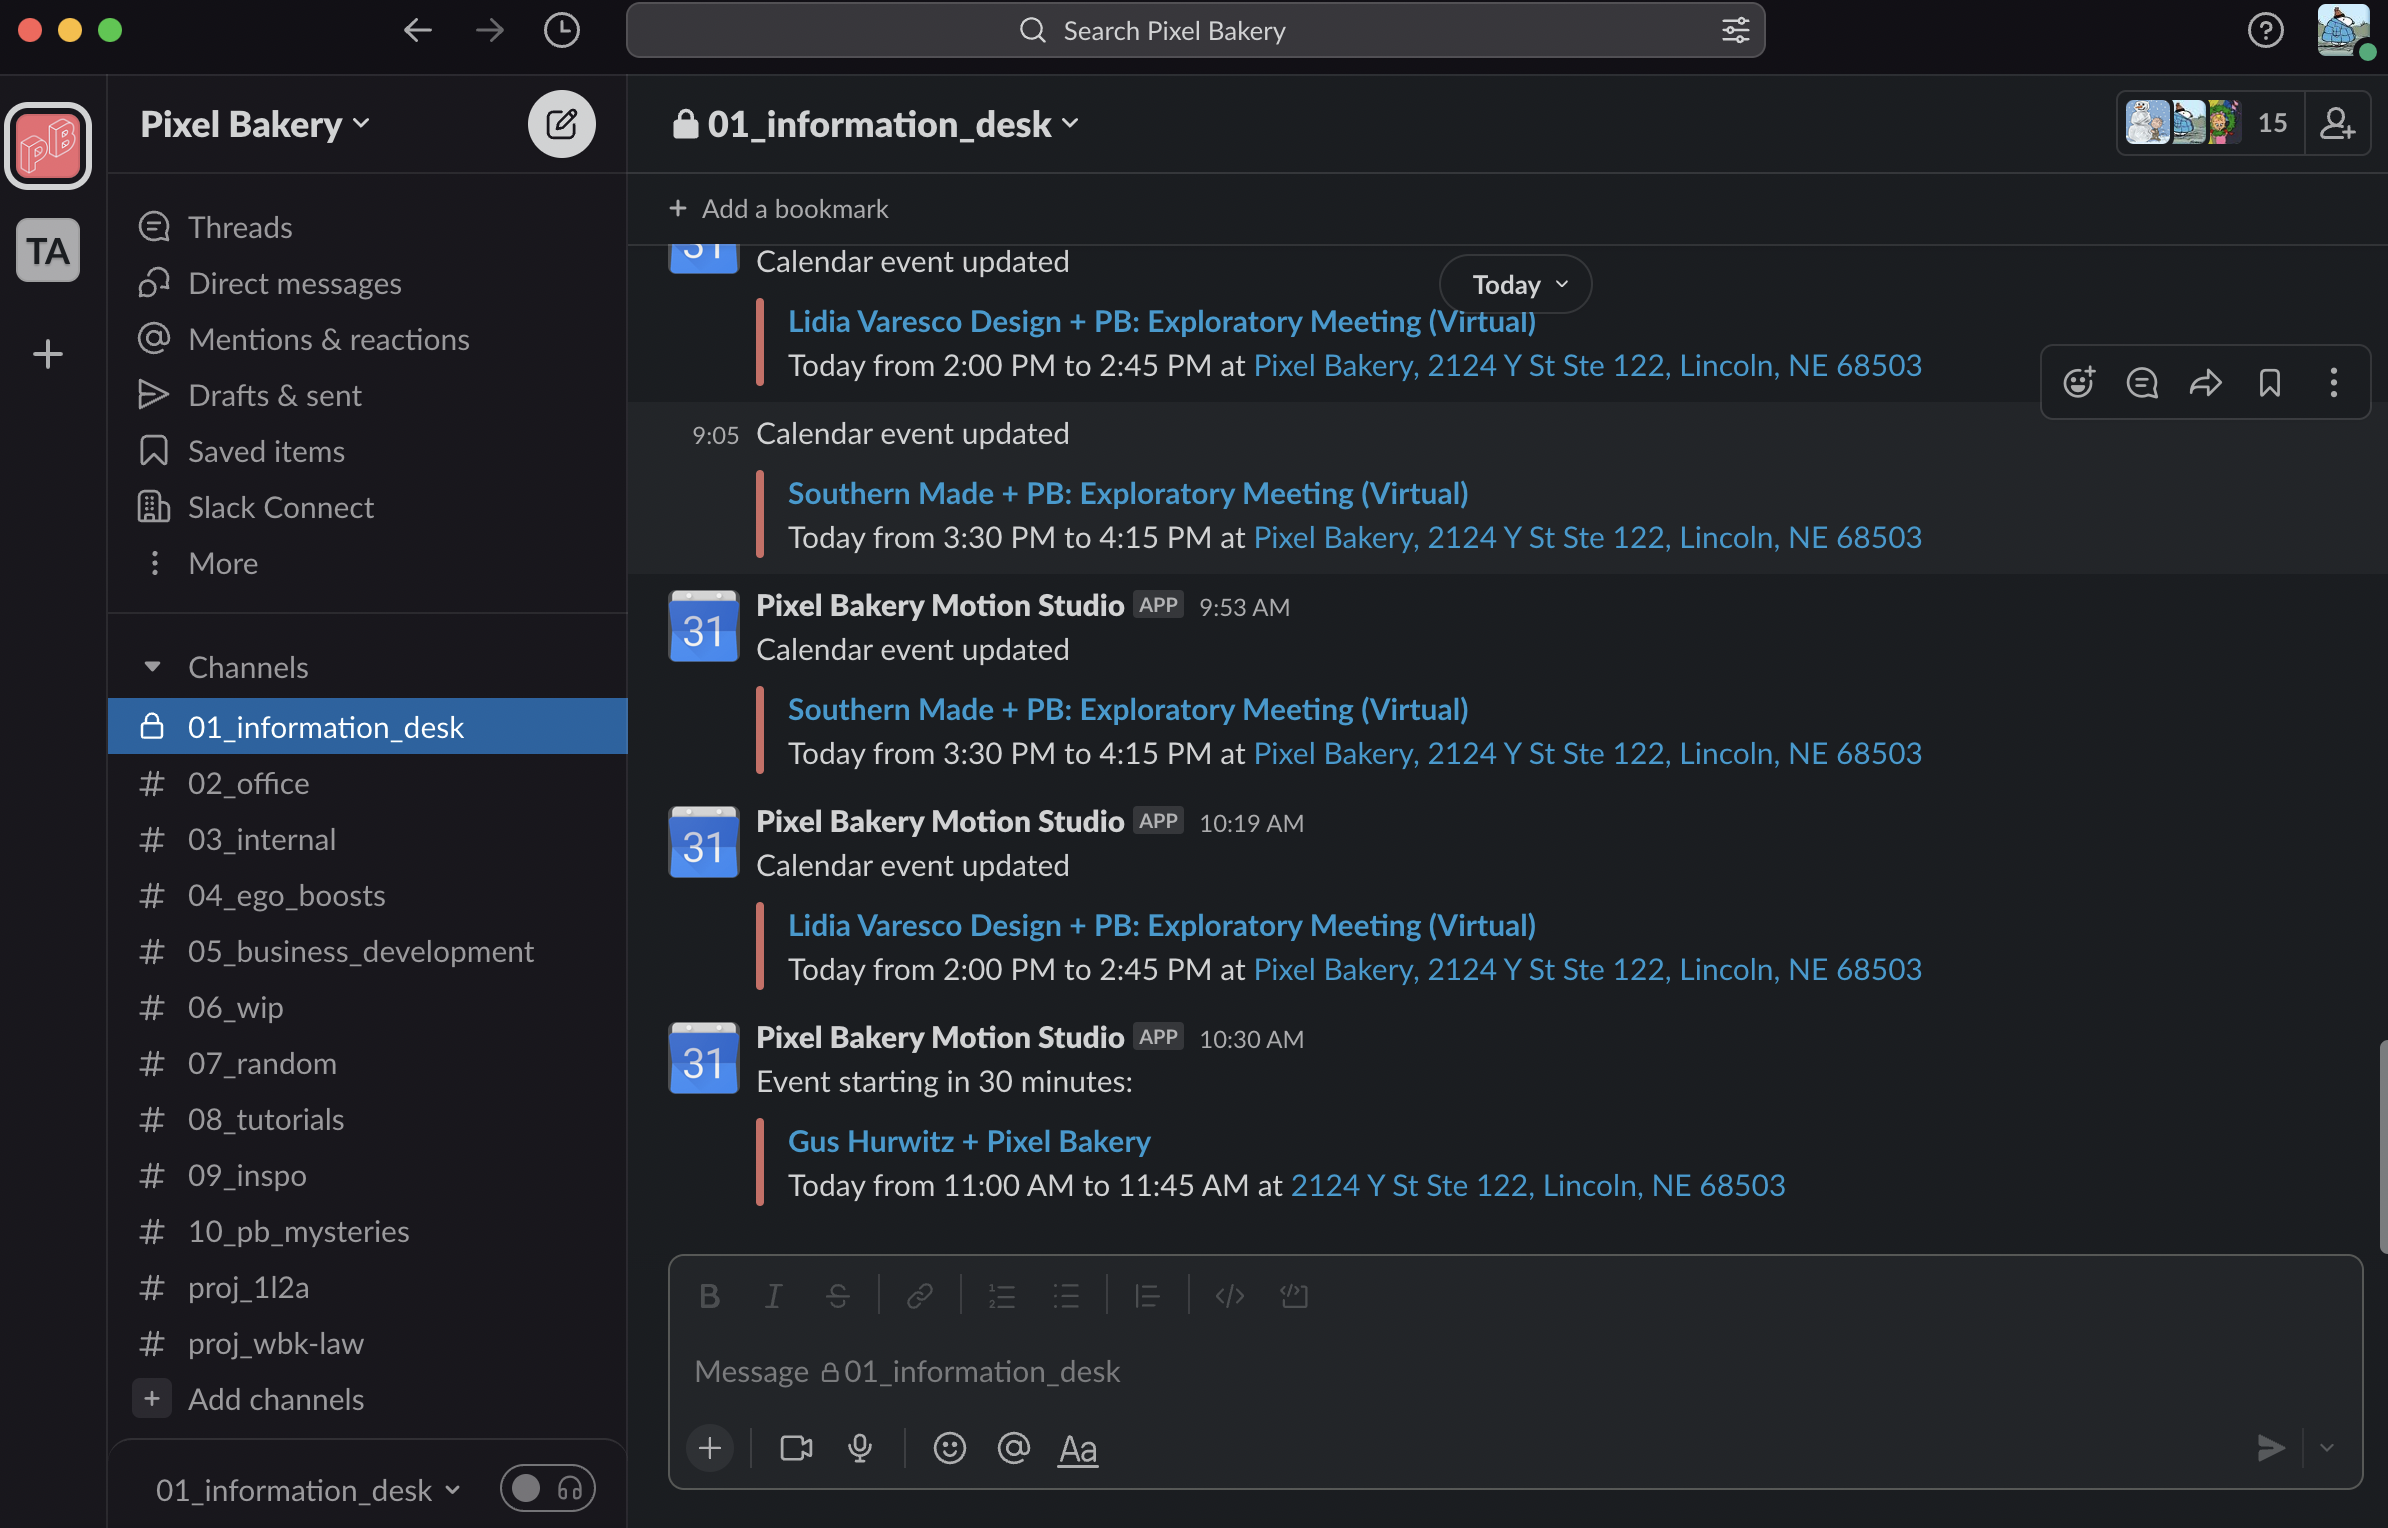 Search Pixel Bakery
Pixel Bakery
TA
Threads
Direct messages
Mentions & reactions
Drafts & sent
Saved items
Slack Connect
More
Channels
01_information_desk
# 02_office
# 03_internal
# 04_ego_boosts
# 05_business_development
# 06_wip
# 07_random
# 08_tutorials
# 09_inspo
# 10_pb_mysteries
# proj_1l2a
# proj_wbk-law
+ Add channels
01_information_desk
01_information_desk
15
+ Add a bookmark
Today
31
Calendar event updated
Lidia Varesco Design + PB: Exploratory Meeting (Virtual)
Today from 2:00 PM to 2:45 PM at Pixel Bakery, 2124 Y St Ste 122, Lincoln, NE 68503
9:05 Calendar event updated
Southern Made + PB: Exploratory Meeting (Virtual)
Today from 3:30 PM to 4:15 PM at Pixel Bakery, 2124 Y St Ste 122, Lincoln, NE 68503
31
Pixel Bakery Motion Studio APP 9:53 AM
Calendar event updated
Southern Made + PB: Exploratory Meeting (Virtual)
Today from 3:30 PM to 4:15 PM at Pixel Bakery, 2124 Y St Ste 122, Lincoln, NE 68503
31
Pixel Bakery Motion Studio APP 10:19 AM
Calendar event updated
Lidia Varesco Design + PB: Exploratory Meeting (Virtual)
Today from 2:00 PM to 2:45 PM at Pixel Bakery, 2124 Y St Ste 122, Lincoln, NE 68503
31
Pixel Bakery Motion Studio APP 10:30 AM
Event starting in 30 minutes:
Gus Hurwitz + Pixel Bakery
Today from 11:00 AM to 11:45 AM at 2124 Y St Ste 122, Lincoln, NE 68503
B I S
Message 01_information_desk
Aa